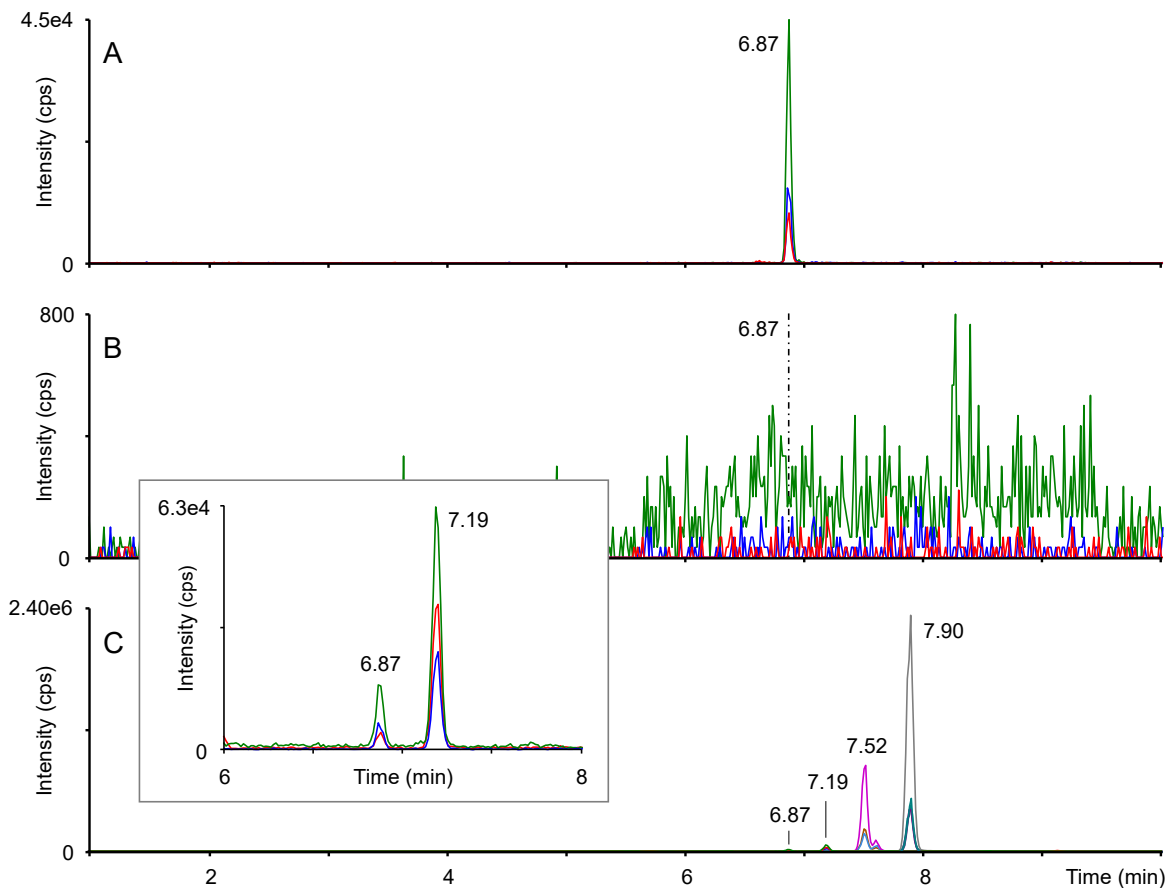 4.5e4
A
6.87
Intensity (cps)
0
800
B
6.87
Intensity (cps)
0
6.3e4
7.19
6.87
Intensity (cps)
0
6
Time (min)
8
2.40e6
C
7.90
7.52
7.19
6.87
Intensity (cps)
0
2
4
6
8
Time (min)